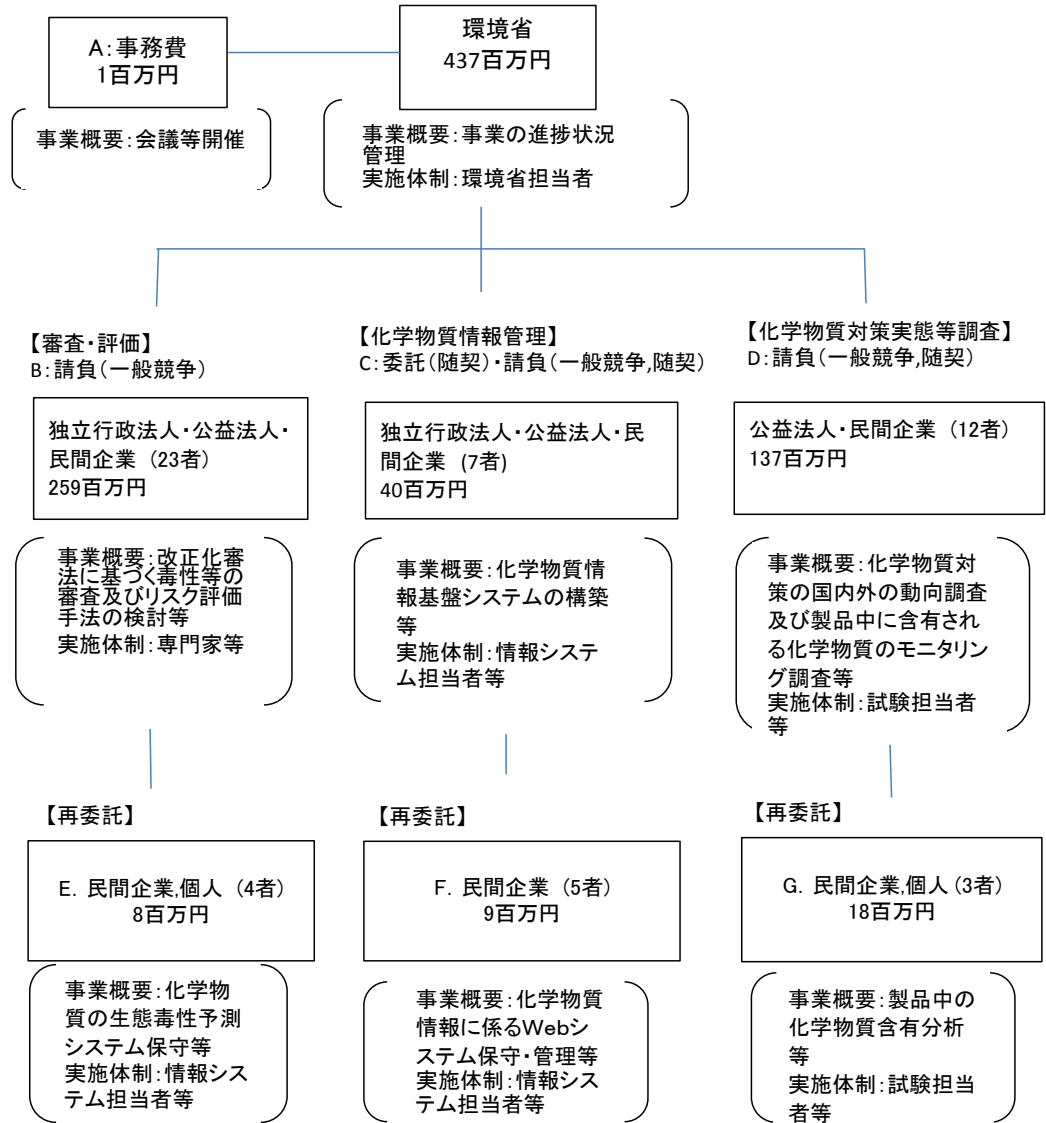 A：事務費
1百万円
環境省
437百万円
事業概要：会議等開催
事業概要：事業の進捗状況
管理
実施体制：環境省担当者
【審査・評価】
B：請負（一般競争）
【化学物質情報管理】
C：委託（随契）・請負（一般競争,随契）
【化学物質対策実態等調査】
D：請負（一般競争,随契）
独立行政法人・公益法人・
民間企業 （23者）
259百万円
独立行政法人・公益法人・民
間企業 (7者)
40百万円
公益法人・民間企業 （12者）
137百万円
事業概要：改正化審
法に基づく毒性等の
審査及びリスク評価
手法の検討等
実施体制：専門家等
事業概要：化学物質情
報基盤システムの構築
等
実施体制：情報システ
ム担当者等
事業概要：化学物質対
策の国内外の動向調査
及び製品中に含有され
る化学物質のモニタリン
グ調査等
実施体制：試験担当者
等
【再委託】
【再委託】
【再委託】
E. 民間企業,個人 （4者）
8百万円
F. 民間企業 （5者）
9百万円
G. 民間企業,個人 （3者）
18百万円
事業概要：化学物
質の生態毒性予測
システム保守等
実施体制：情報シス
テム担当者等
事業概要：化学物質
情報に係るWebシ
ステム保守・管理等
実施体制：情報シス
テム担当者等
事業概要：製品中の
化学物質含有分析
等
実施体制：試験担当
者等